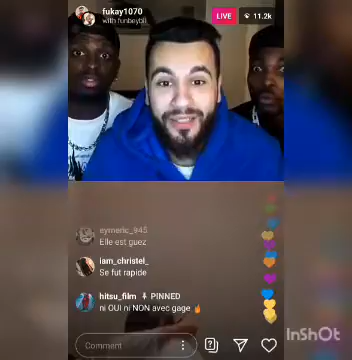 fukay1070
with funbeybil
LIVE
11.2k
eymeric_945
Elle est guez
iam_christel_
Se fut rapide
hitsu_film PINNED
ni OUI ni NON avec gage 🔥
Comment
InShOt